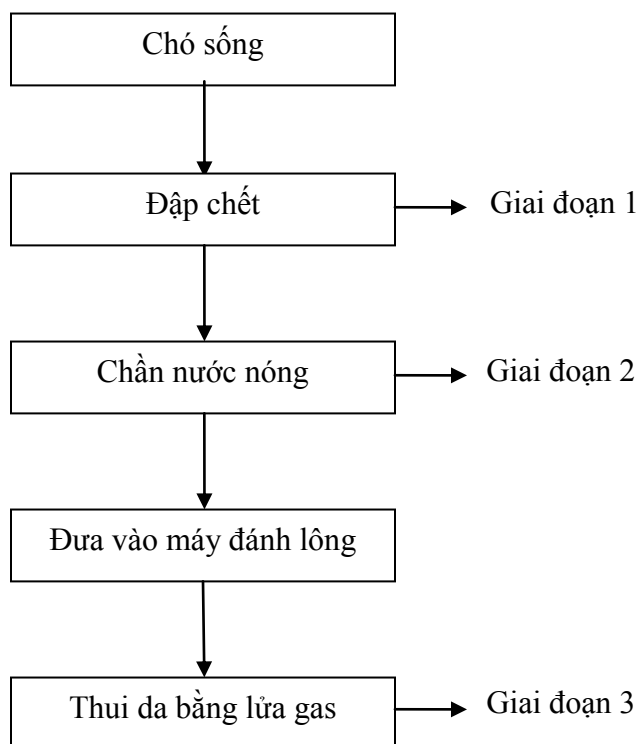 Chó sống
Đập chết
Giai đoạn 1
Chần nước nóng
Giai đoạn 2
Đưa vào máy đánh lông
Thui da bằng lửa gas
Giai đoạn 3